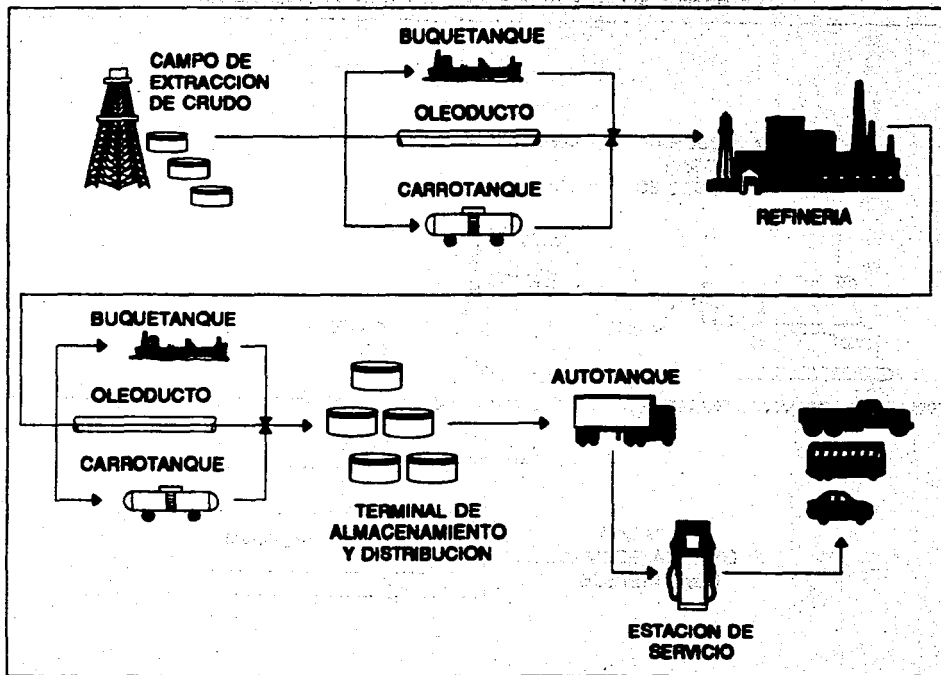 CAMPO DE
EXTRACCION
DE CRUDO
BUQUETANQUE
OLEODUCTO
CARROTANQUE
REFINERIA
BUQUETANQUE
OLEODUCTO
CARROTANQUE
TERMINAL DE
ALMACENAMIENTO
Y DISTRIBUCION
AUTOTANQUE
ESTACION DE
SERVICIO